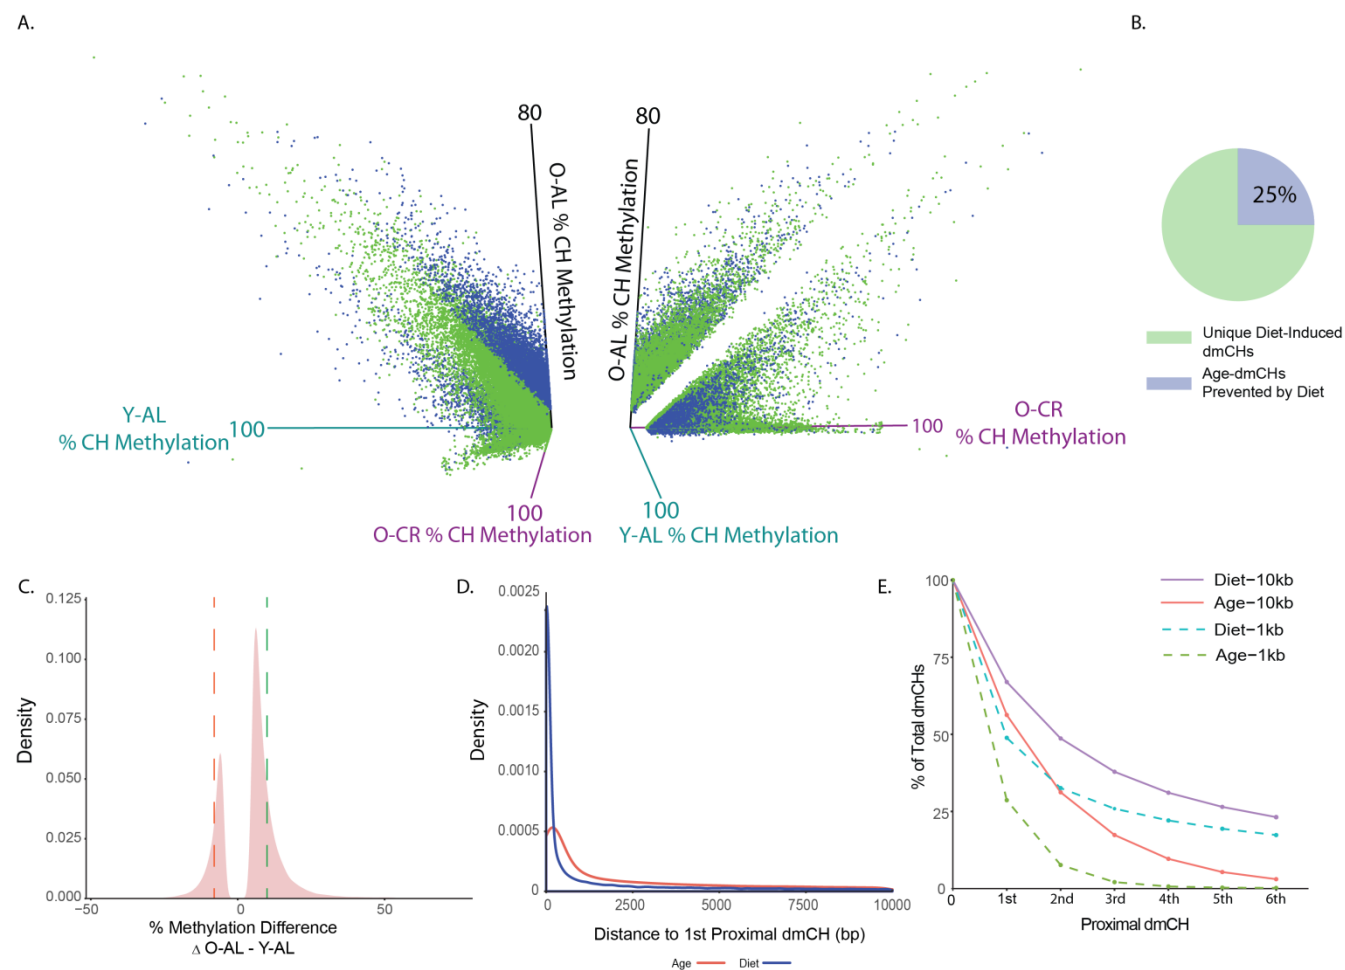 A.
B.
80
80
O-AL % CH Methylation
O-AL % CH Methylation
25%
Unique Diet-Induced
dmCHs
Age-dmCHs
Prevented by Diet
Y-AL
% CH Methylation
100
O-CR
100
% CH Methylation
100
O-CR % CH Methylation
100
Y-AL % CH Methylation
C.
0.125
0.100
0.075
0.050
0.025
0.000
Density
−50
0
50
% Methylation Difference
Δ O-AL - Y-AL
D.
0.0025
0.0020
0.0015
0.0010
0.0005
0
Density
0
2500
5000
7500
10000
Distance to 1st Proximal dmCH (bp)
Age
Diet
E.
100
75
50
25
0
% of Total dmCHs
Diet−10kb
Age−10kb
Diet−1kb
Age−1kb
0
1st
2nd
3rd
4th
5th
6th
Proximal dmCH